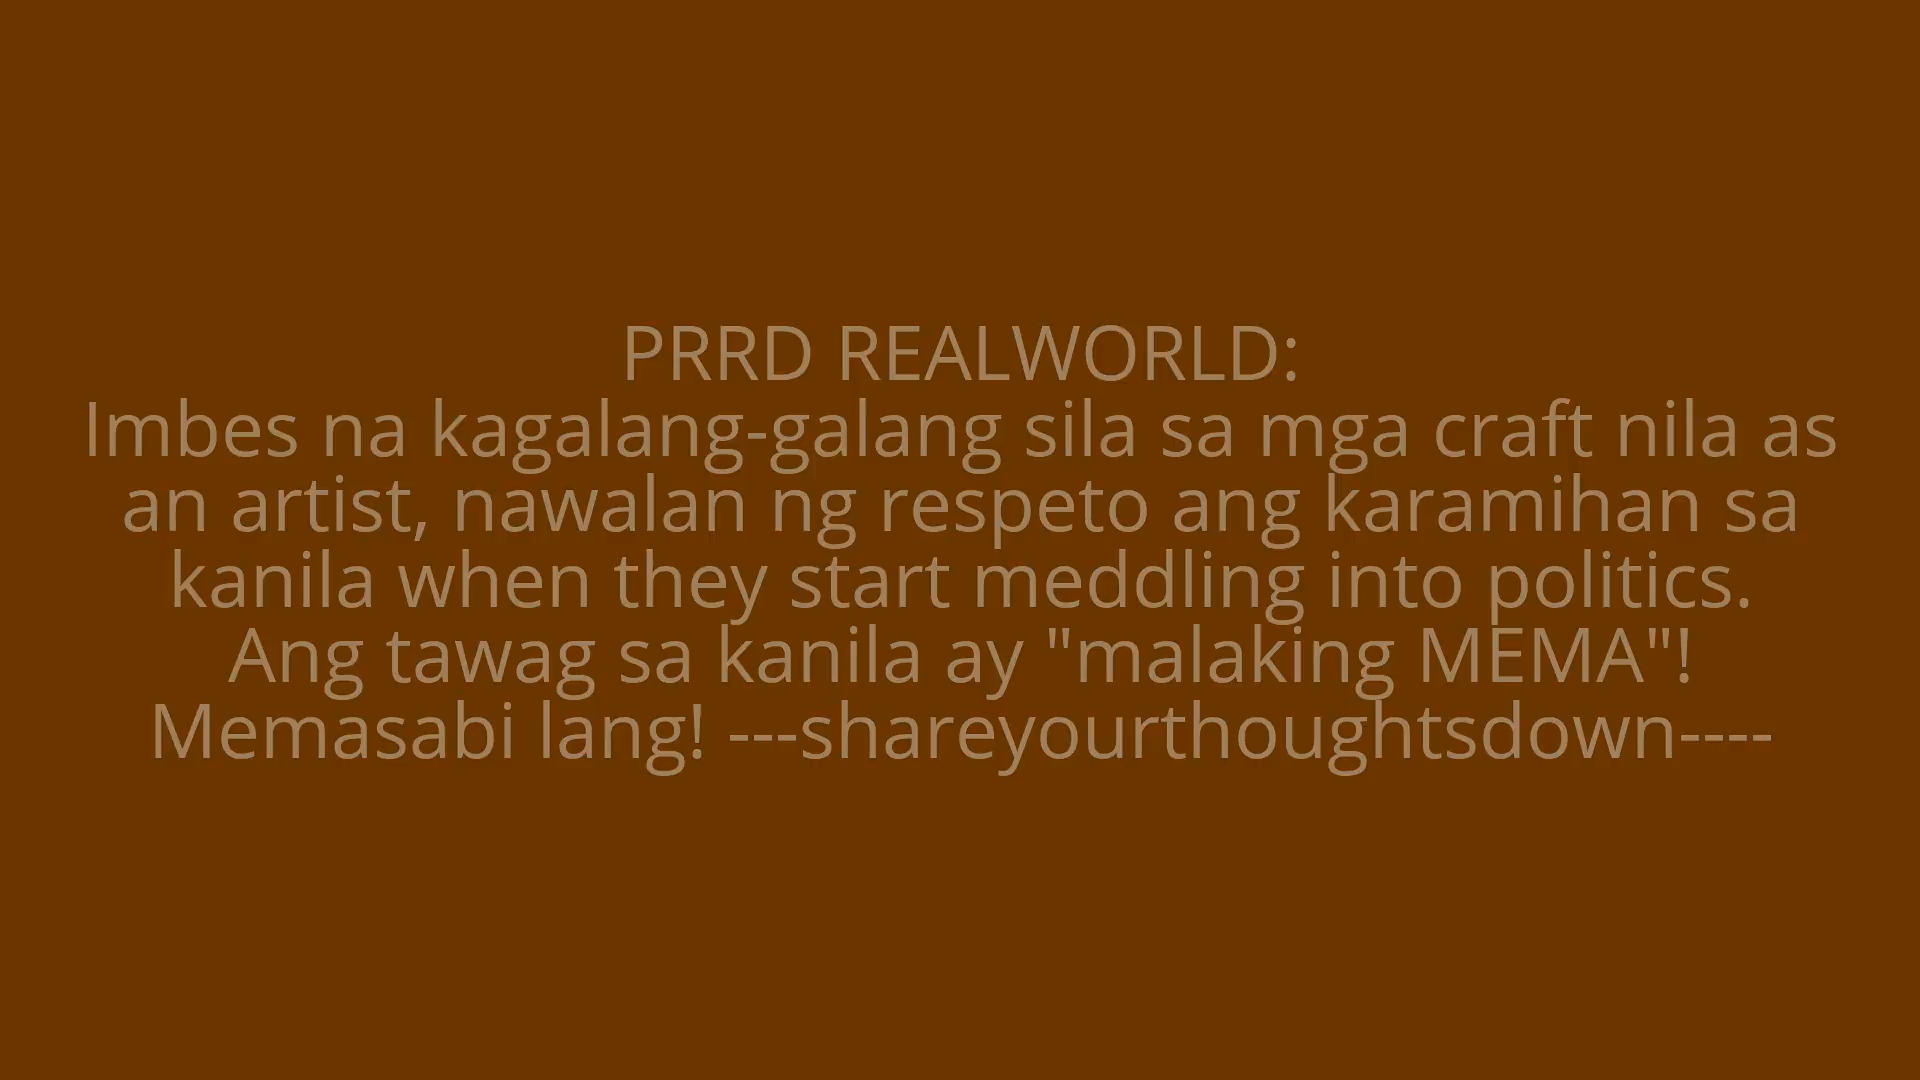 PRRD REALWORLD:
Imbes na kagalang-galang sila sa mga craft nila as
an artist, nawalan ng respeto ang karamihan sa
kanila when they start meddling into politics.
Ang tawag sa kanila ay "malaking MEMA"!
Memasabi lang! ---shareyourthoughtsdown----